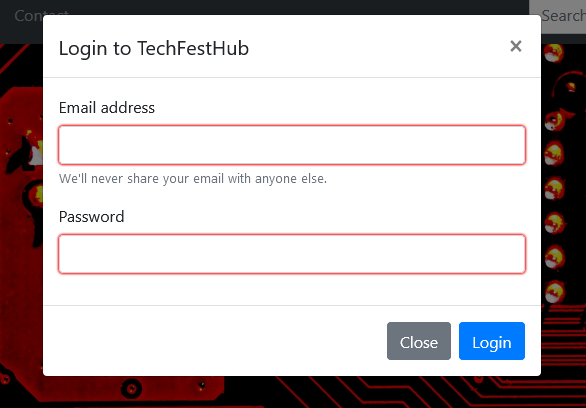 Contact
Search
Login to TechFestHub
×
Email address
We'll never share your email with anyone else.
Password
Close
Login